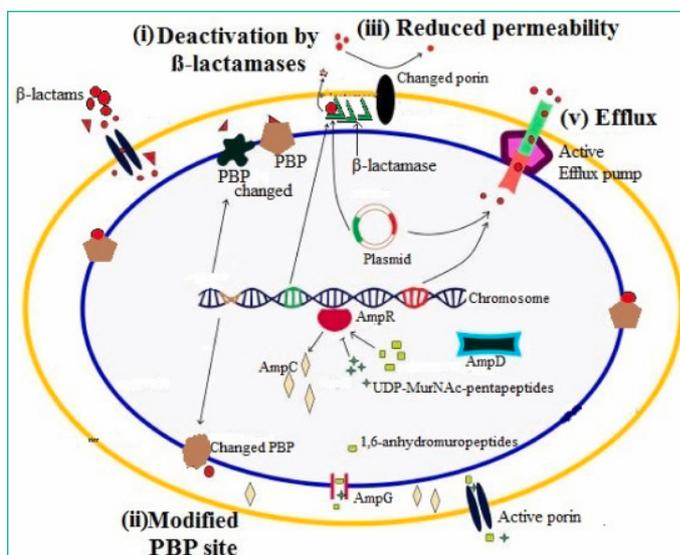 (i) Deactivation by
ß-lactamases
(iii) Reduced permeability
Changed porin
β-lactams
PBP
PBP
changed
β-lactamase
(v) Efflux
Active
Efflux pump
Plasmid
Chromosome
AmpR
AmpC
AmpD
UDP-MurNAc-pentapeptides
Changed PBP
1,6-anhydromuropeptides
AmpG
Active porin
(ii)Modified
PBP site